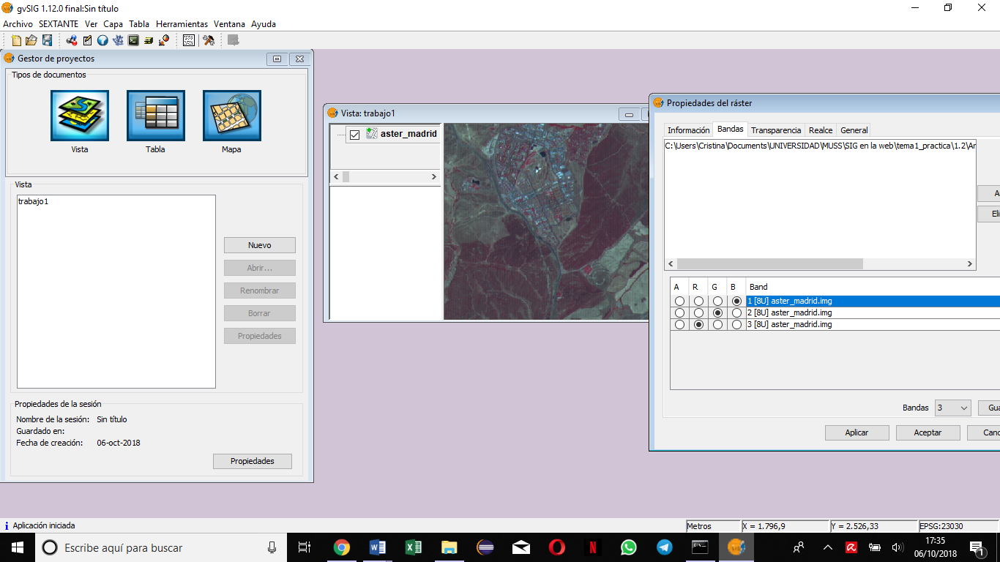 gvSIG 1.12.0 final:Sin título
Archivo SEXTANTE Ver Capa Tabla Herramientas Ventana Ayuda
Gestor de proyectos
Tipos de documentos
Vista Tabla Mapa
Vista
trabajo1
Nuevo
Abrir...
Renombrar
Borrar
Propiedades
Propiedades de la sesión
Nombre de la sesión: Sin título
Guardado en:
Fecha de creación: 06-oct-2018
Propiedades
Vista: trabajo1
aster_madrid
Propiedades del ráster
Información Bandas Transparencia Realce General
C:\Users\Cristina\Documents\UNIVERSIDAD\MUSS\SIG en la web\tema1_practica\1.2\Ar
A
Eli
A R G B Band
1 [8U] aster_madrid.img
2 [8U] aster_madrid.img
3 [8U] aster_madrid.img
Bandas 3 Gua
Aplicar Aceptar Canc
Aplicación iniciada
Metros X = 1.796,9 Y = 2.526,33 EPSG:23030
Escribe aquí para buscar
17:35
06/10/2018
1